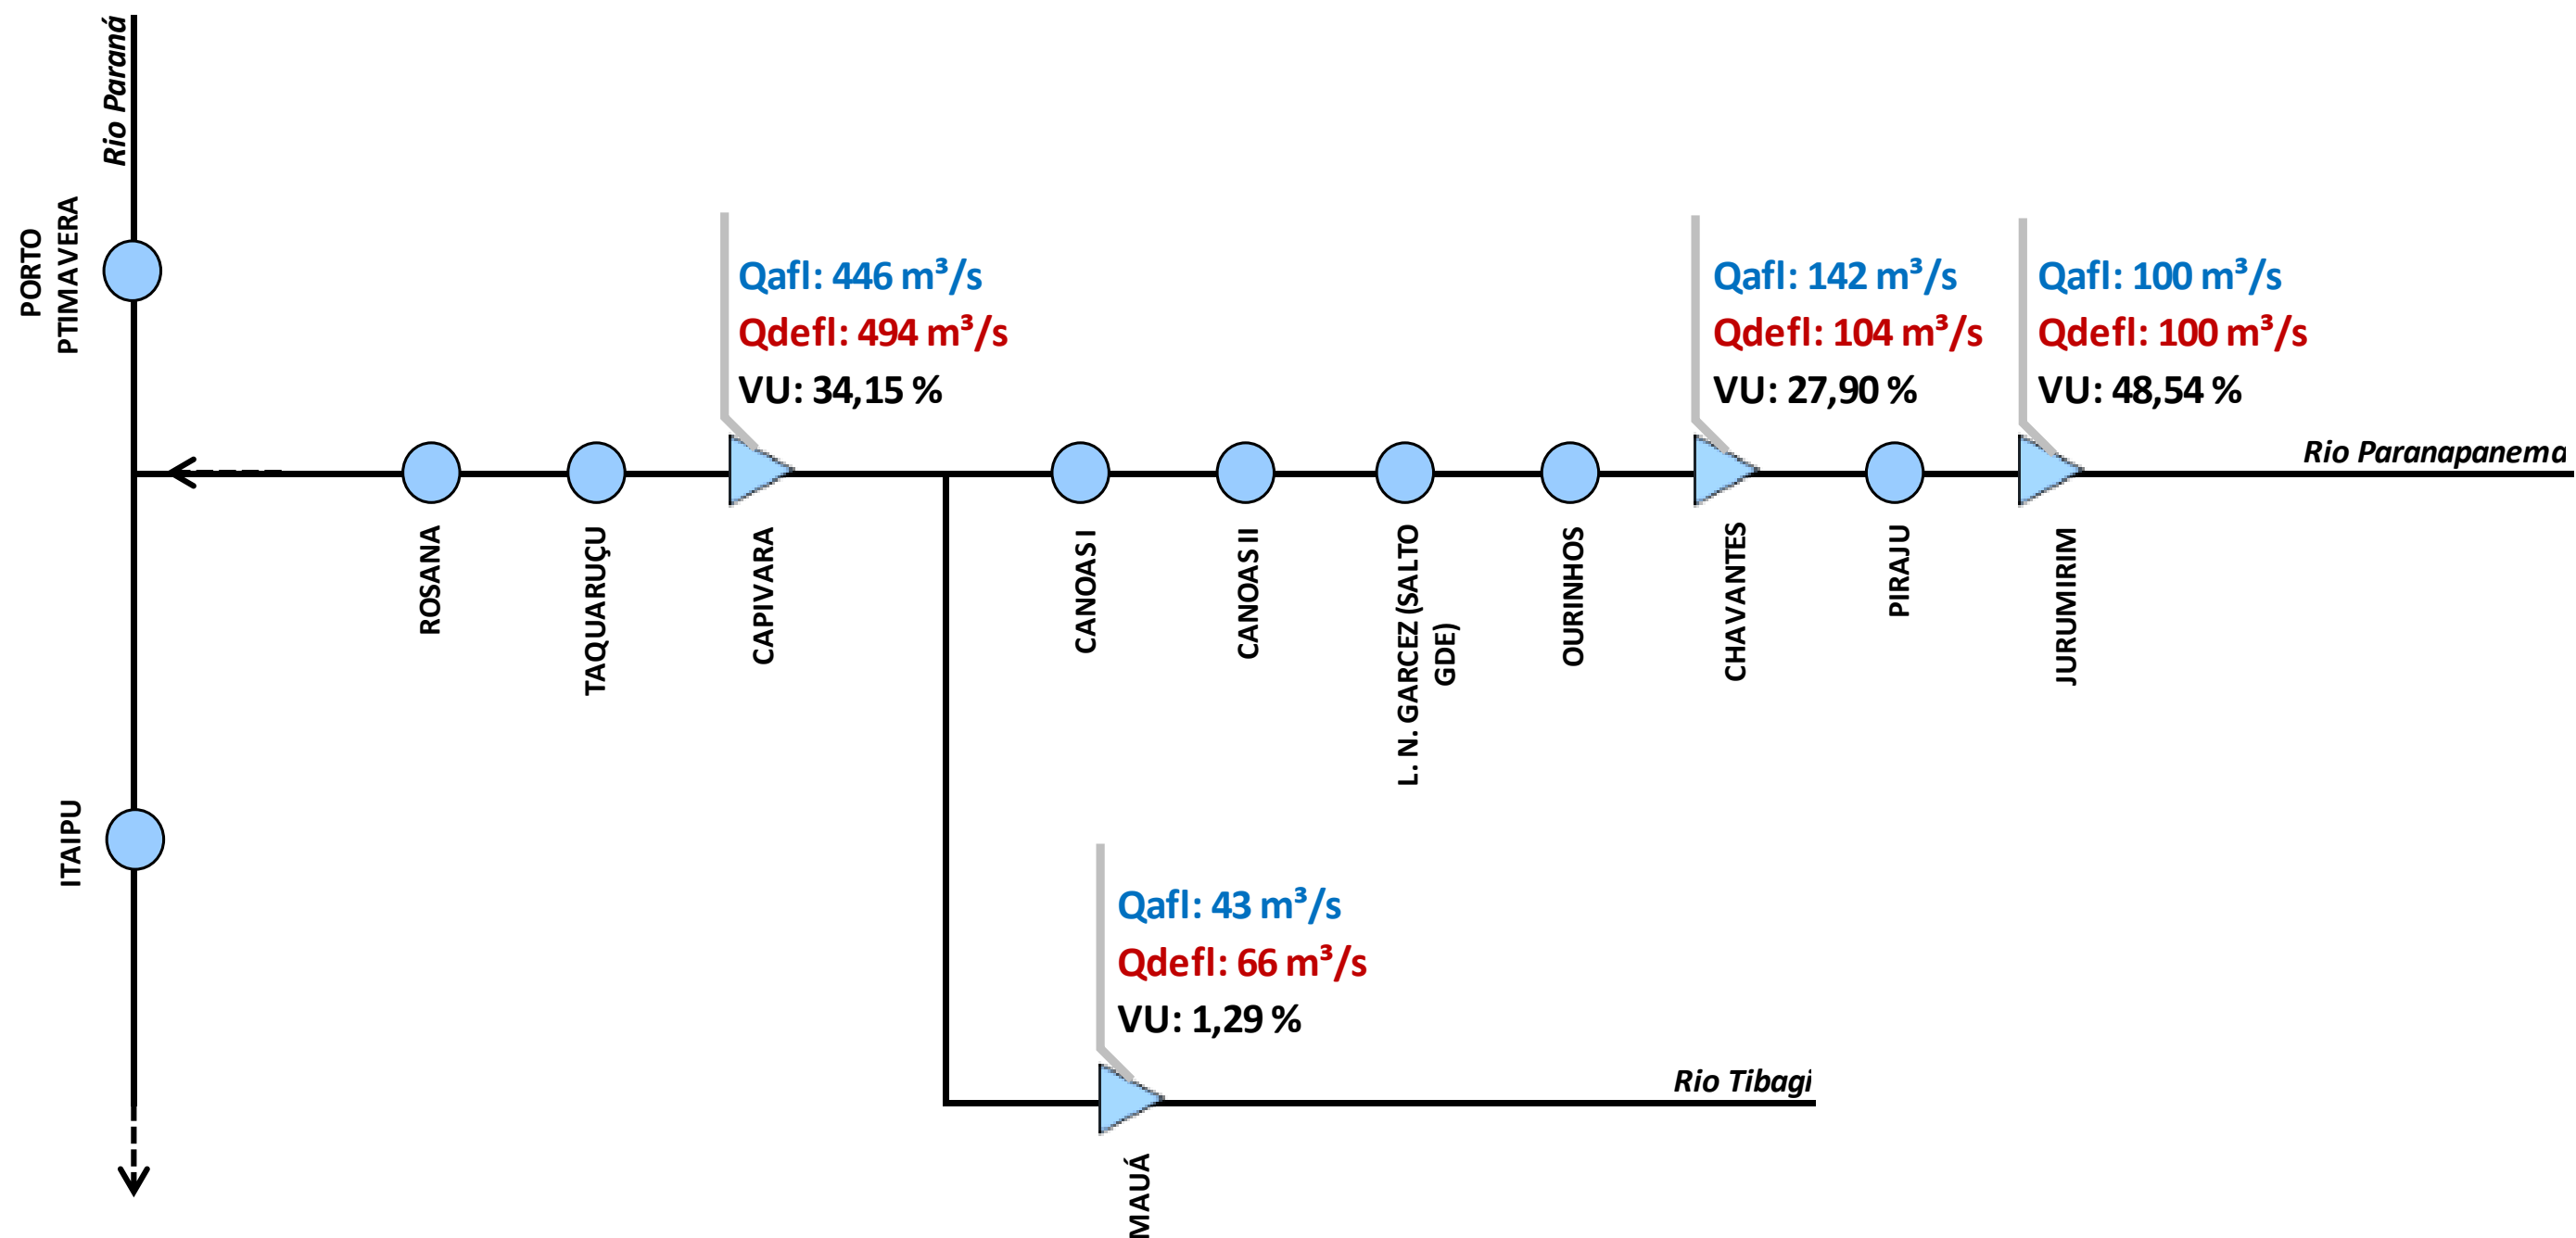 Rio Paraná
PORTO
PTIMAVERA
Qafl: 446 m³/s
Qdefl: 494 m³/s
VU: 34,15 %
Qafl: 142 m³/s
Qdefl: 104 m³/s
VU: 27,90 %
Qafl: 100 m³/s
Qdefl: 100 m³/s
VU: 48,54 %
Rio Paranapanema
ROSANA
TAQUARUÇU
CAPIVARA
CANOAS I
CANOAS II
L. N. GARCEZ (SALTO
GDE)
OURINHOS
CHAVANTES
PIRAJU
JURUMIRIM
ITAIPU
Qafl: 43 m³/s
Qdefl: 66 m³/s
VU: 1,29 %
Rio Tibagi
MAUÁ